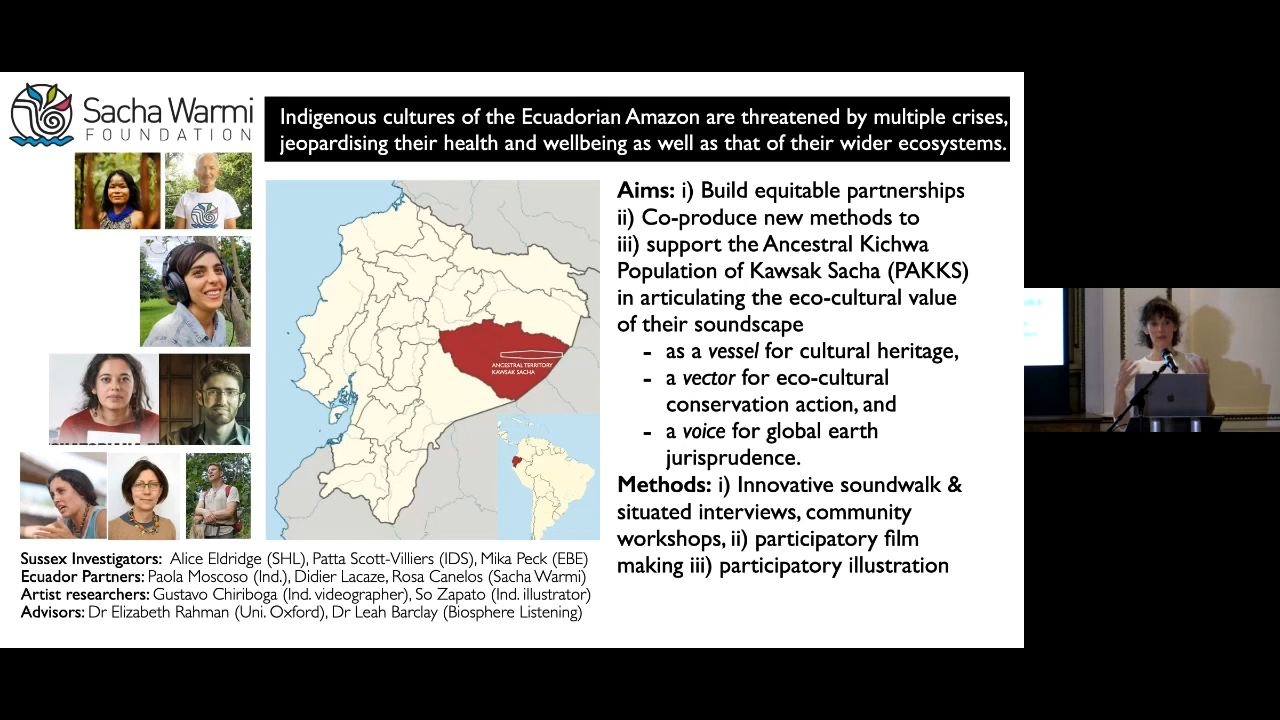 Sacha Warmi
FOUNDATION
Indigenous cultures of the Ecuadorian Amazon are threatened by multiple crises,
jeopardising their health and wellbeing as well as that of their wider ecosystems.
ANCESTRAL TERRITORY
KAWSAK SACHA
Aims: i) Build equitable partnerships
ii) Co-produce new methods to
iii) support the Ancestral Kichwa
Population of Kawsak Sacha (PAKKS)
in articulating the eco-cultural value
of their soundscape
- as a vessel for cultural heritage,
- a vector for eco-cultural
conservation action, and
- a voice for global earth
jurisprudence.
Methods: i) Innovative soundwalk &
situated interviews, community
workshops, ii) participatory film
making iii) participatory illustration
Sussex Investigators: Alice Eldridge (SHL), Patta Scott-Villiers (IDS), Mika Peck (EBE)
Ecuador Partners: Paola Moscoso (Ind.), Didier Lacaze, Rosa Canelos (Sacha Warmi)
Artist researchers: Gustavo Chiriboga (Ind. videographer), So Zapato (Ind. illustrator)
Advisors: Dr Elizabeth Rahman (Uni. Oxford), Dr Leah Barclay (Biosphere Listening)